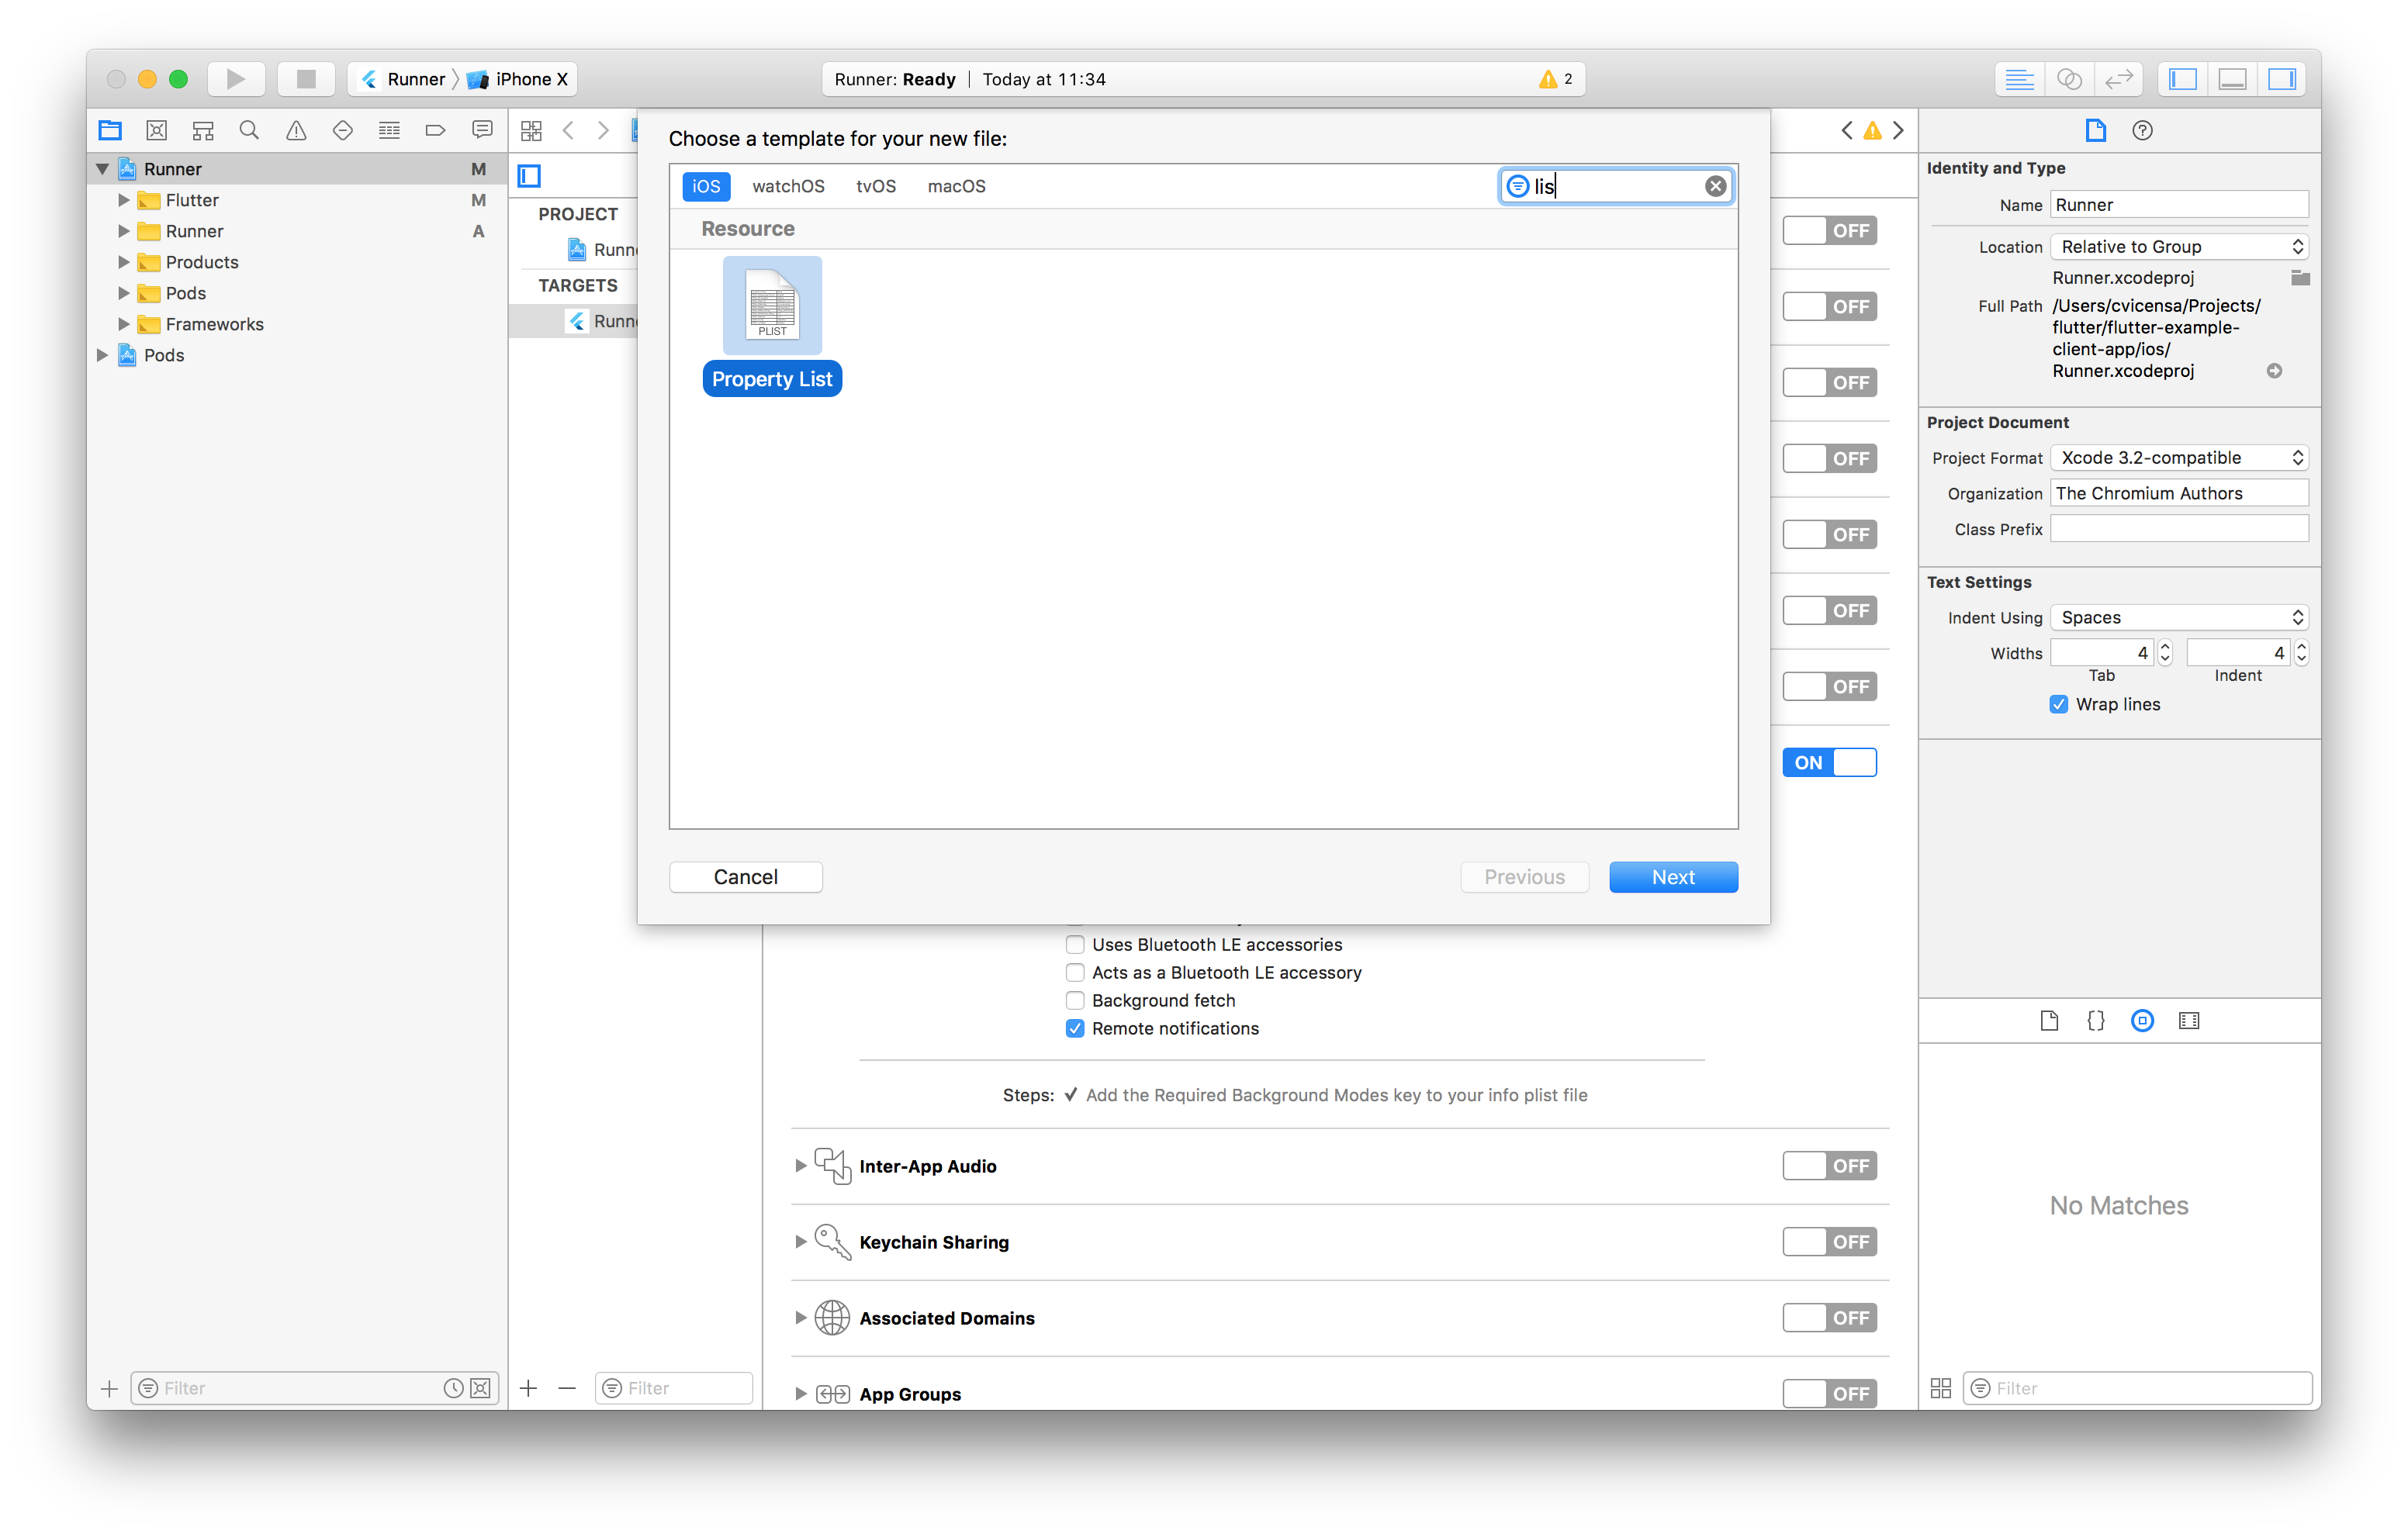 Runner iPhone X
Runner: Ready Today at 11:34
2
Runner M
Flutter M
Runner A
Products
Pods
Frameworks
Pods
Filter
PROJECT
TARGETS
Filter
Choose a template for your new file:
iOS watchOS tvOS macOS
lis
Resource
PLIST
Property List
Cancel Previous Next
OFF
OFF
OFF
OFF
OFF
OFF
OFF
ON
Uses Bluetooth LE accessories
Acts as a Bluetooth LE accessory
Background fetch
Remote notifications
Steps: ✓ Add the Required Background Modes key to your info plist file
Inter-App Audio OFF
Keychain Sharing OFF
Associated Domains OFF
App Groups OFF
Identity and Type
Name Runner
Location Relative to Group
Runner.xcodeproj
Full Path /Users/cvicensa/Projects/
flutter/flutter-example-
client-app/ios/
Runner.xcodeproj
Project Document
Project Format Xcode 3.2-compatible
Organization The Chromium Authors
Class Prefix
Text Settings
Indent Using Spaces
Widths 4 4
Tab Indent
Wrap lines
No Matches
Filter